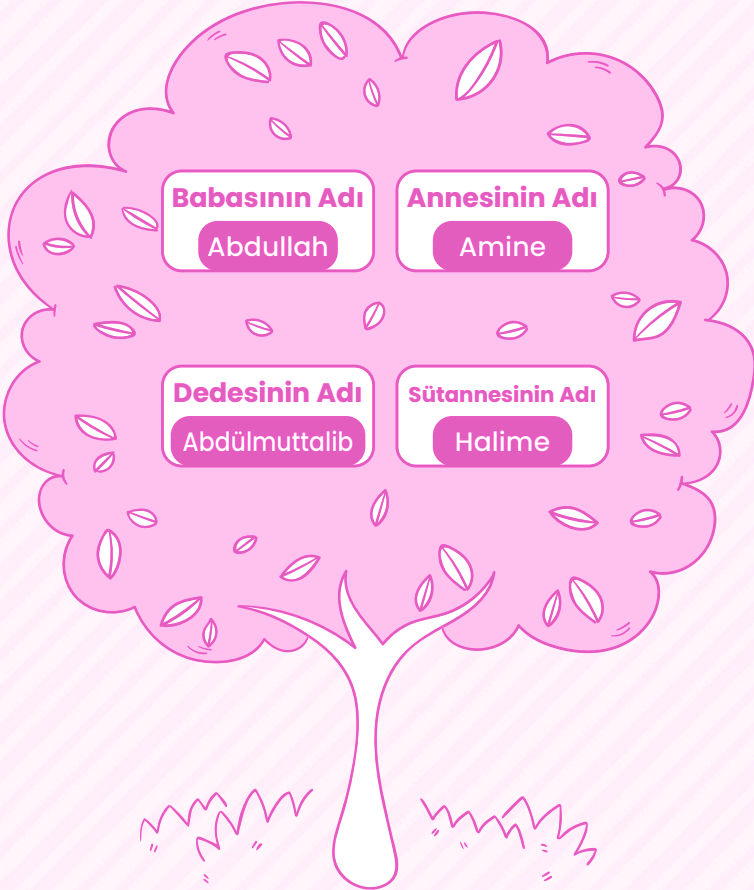 Babasının Adı
Abdullah
Annesinin Adı
Amine
Dedesinin Adı
Abdülmuttalib
Sütannesinin Adı
Halime